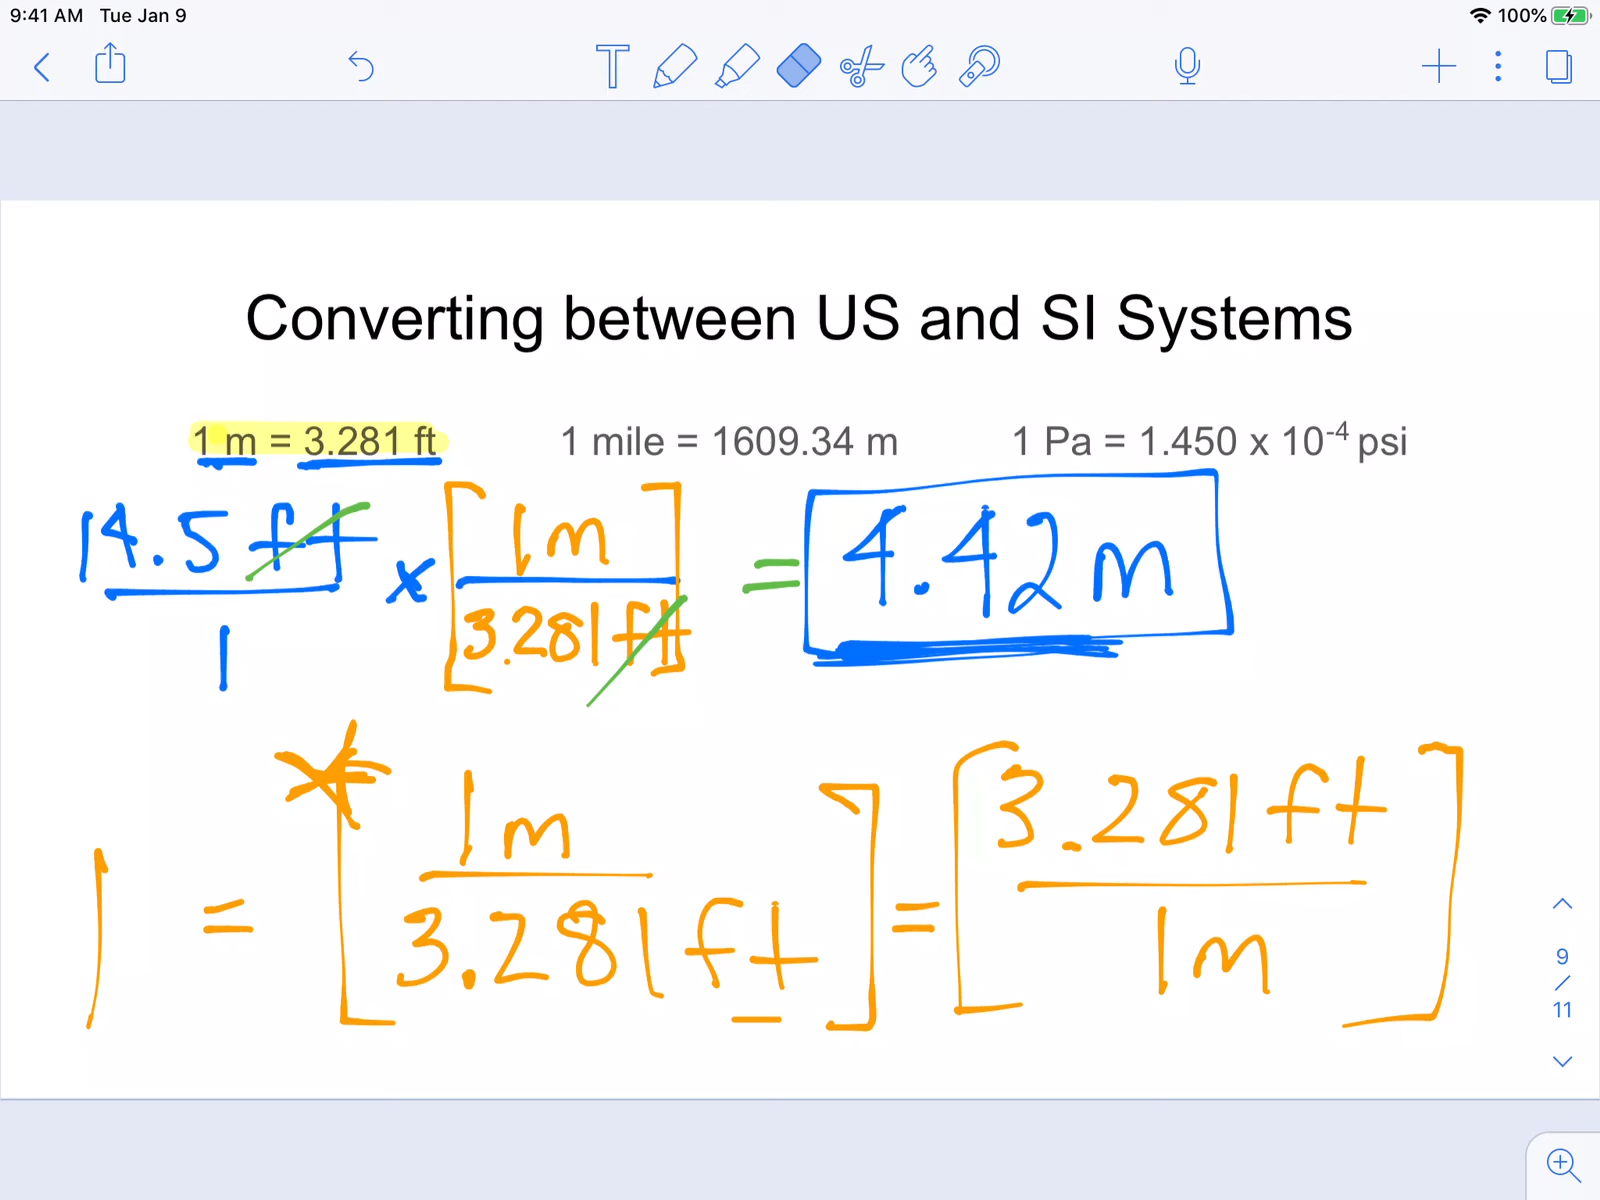 9:41 AM Tue Jan 9 100%
T
Converting between US and SI Systems
1 m = 3.281 ft 1 mile = 1609.34 m 1 Pa = 1.450 x 10⁻⁴ psi
14.5 ft / 1 x [1m / 3.281 ft] = 4.42 m
1 = [1m / 3.281 ft] = [3.281 ft / 1m]
9
/
11